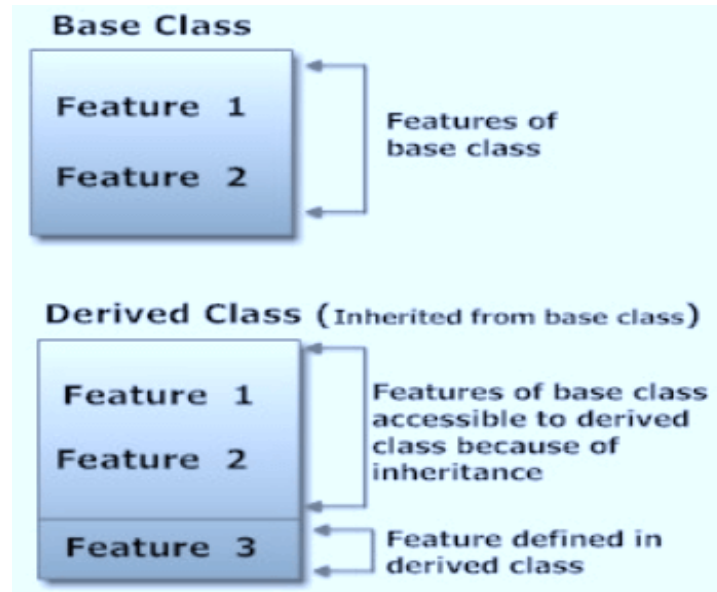 Base Class
Feature 1
Feature 2
Features of
base class
Derived Class (Inherited from base class)
Feature 1
Feature 2
Features of base class
accessible to derived
class because of
inheritance
Feature 3
Feature defined in
derived class